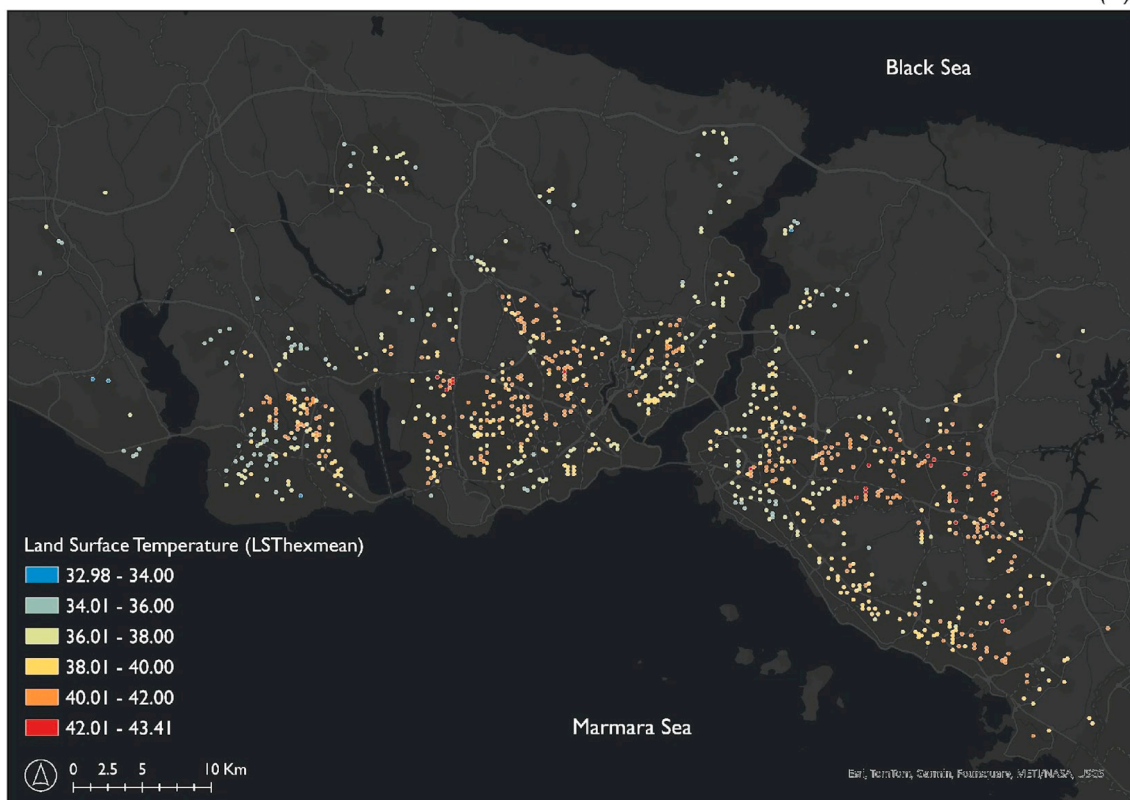 Black Sea
Land Surface Temperature (LSThexmean)
32.98 - 34.00
34.01 - 36.00
36.01 - 38.00
38.01 - 40.00
40.01 - 42.00
42.01 - 43.41
Marmara Sea
0 2.5 5 10 Km
Esri, TomTom, Garmin, Foursquare, METI/NASA, USGS